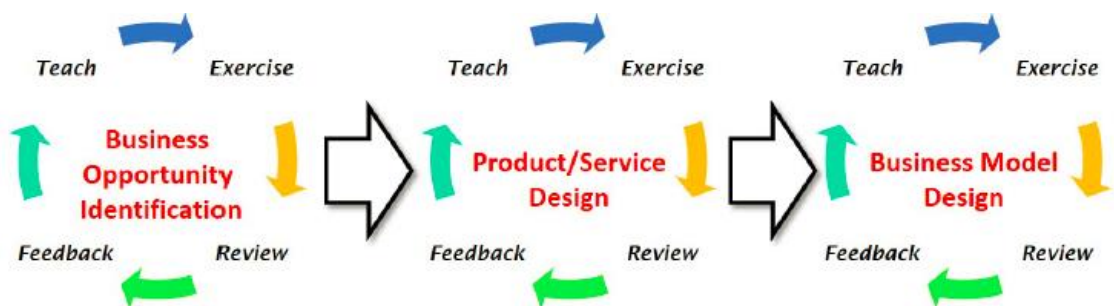 Teach Exercise
Business
Opportunity
Identification
Feedback Review
Teach Exercise
Product/Service
Design
Feedback Review
Teach Exercise
Business Model
Design
Feedback Review